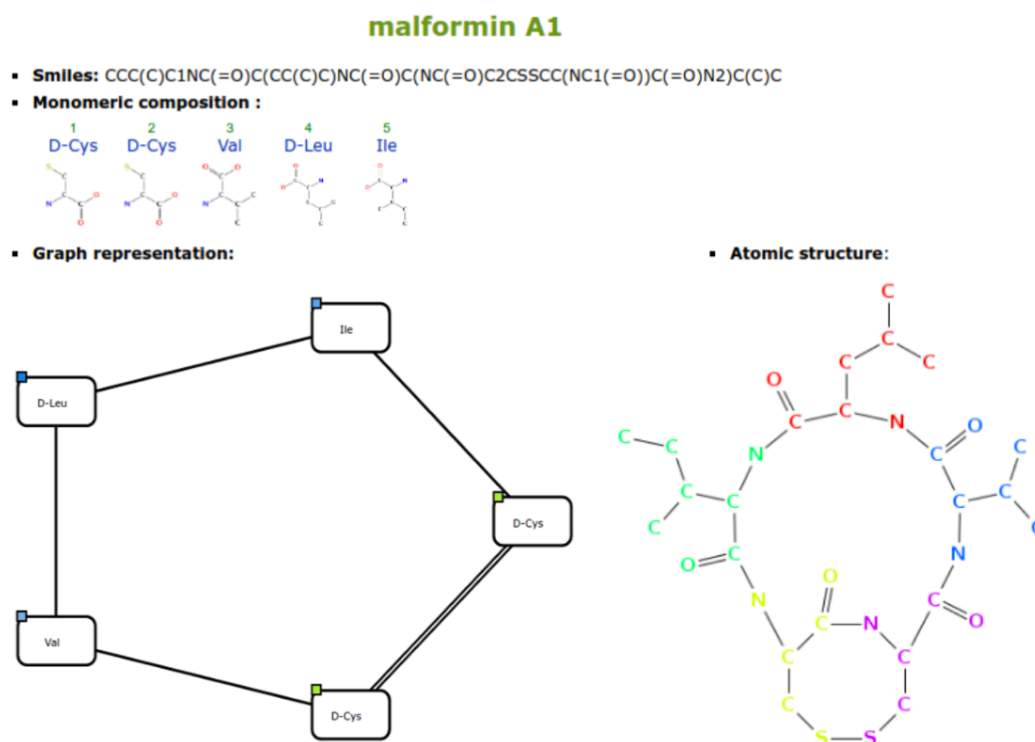 malformin A1
Smiles: CCC(C)C1NC(=O)C(CC(C)C)NC(=O)C(NC(=O)C2CSSCC(NC1(=O))C(=O)N2)C(C)C
Monomeric composition :
1 2 3 4 5
D-Cys D-Cys Val D-Leu Ile
Graph representation:
Atomic structure:
Ile
D-Leu
D-Cys
Val
D-Cys
C
C
C C
O
C
C N O
C C N C C
C C C C C
C C
O C N
O C
N C N O
C C
C C
S S